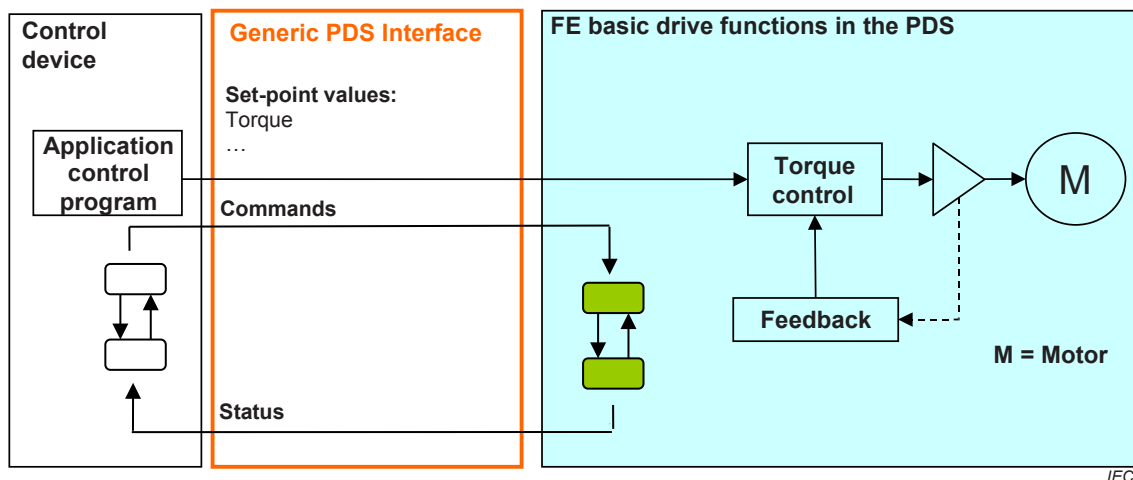 Control
device
Generic PDS Interface
FE basic drive functions in the PDS
Set-point values:
Torque
…
Application
control
program
Torque
control
M
Commands
Feedback
M = Motor
Status
IEC